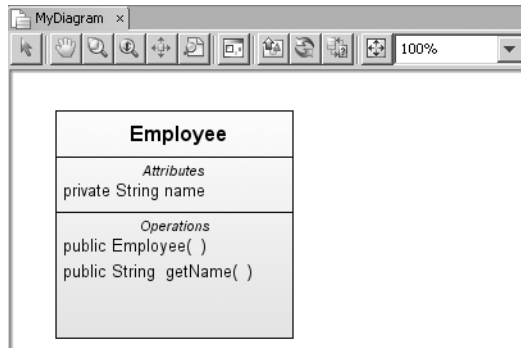 MyDiagram
100%
Employee
Attributes
private String name
Operations
public Employee( )
public String getName( )